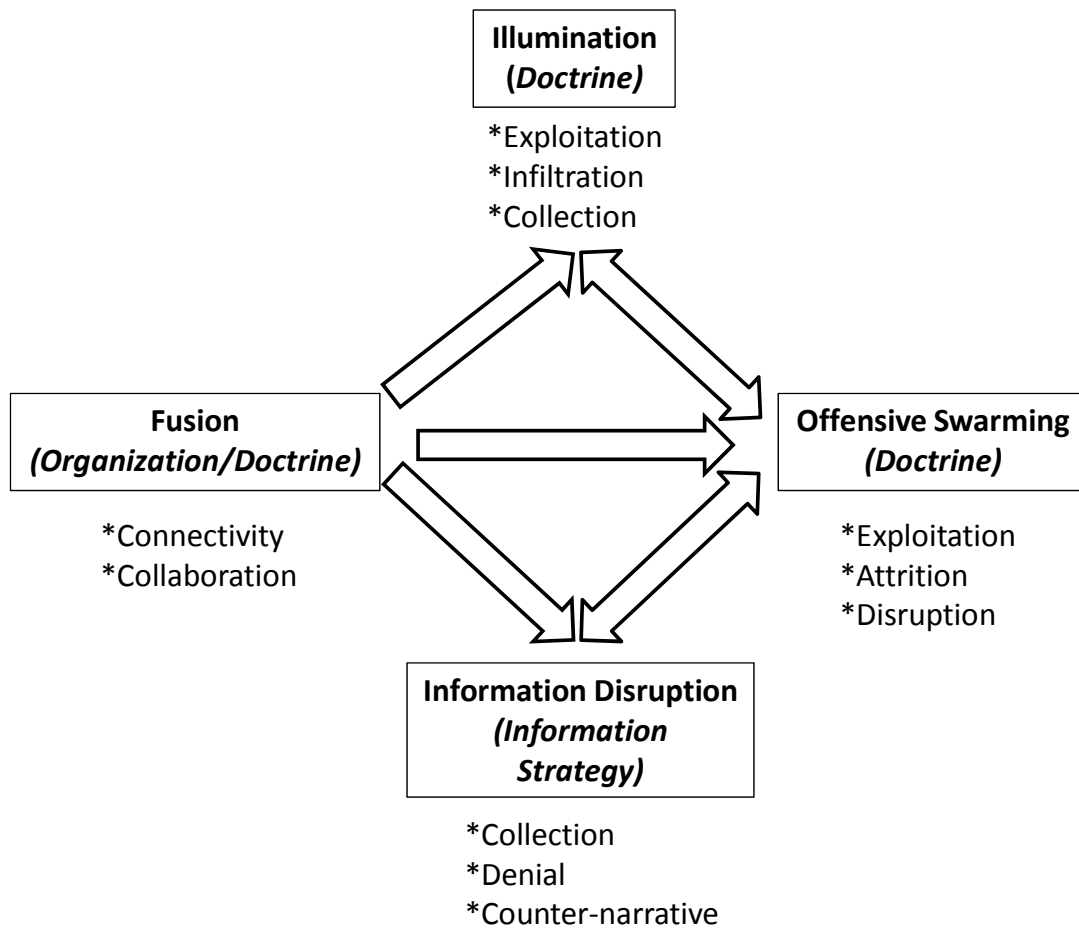 Illumination
(Doctrine)
*Exploitation
*Infiltration
*Collection
Fusion
(Organization/Doctrine)
*Connectivity
*Collaboration
Offensive Swarming
(Doctrine)
*Exploitation
*Attrition
*Disruption
Information Disruption
(Information
Strategy)
*Collection
*Denial
*Counter-narrative